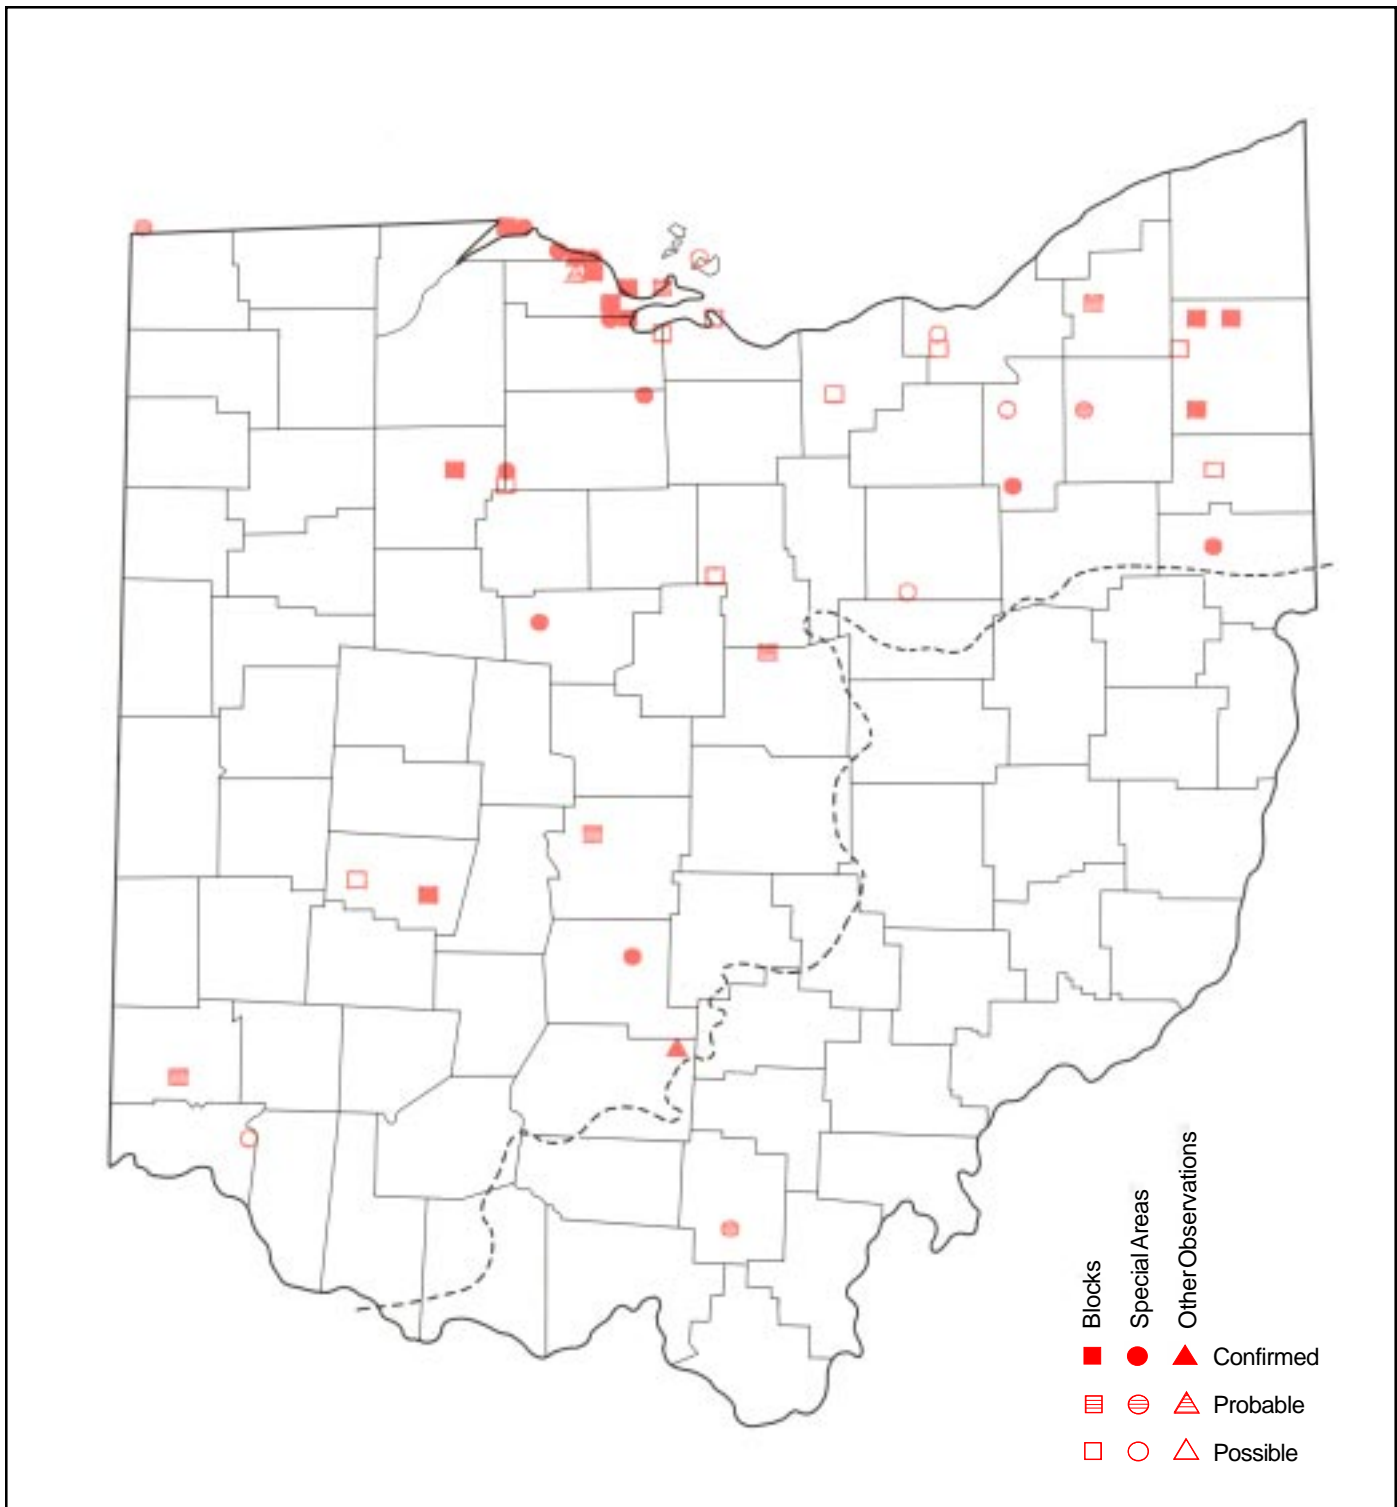 Blocks
Special Areas
Other Observations
Confirmed
Probable
Possible